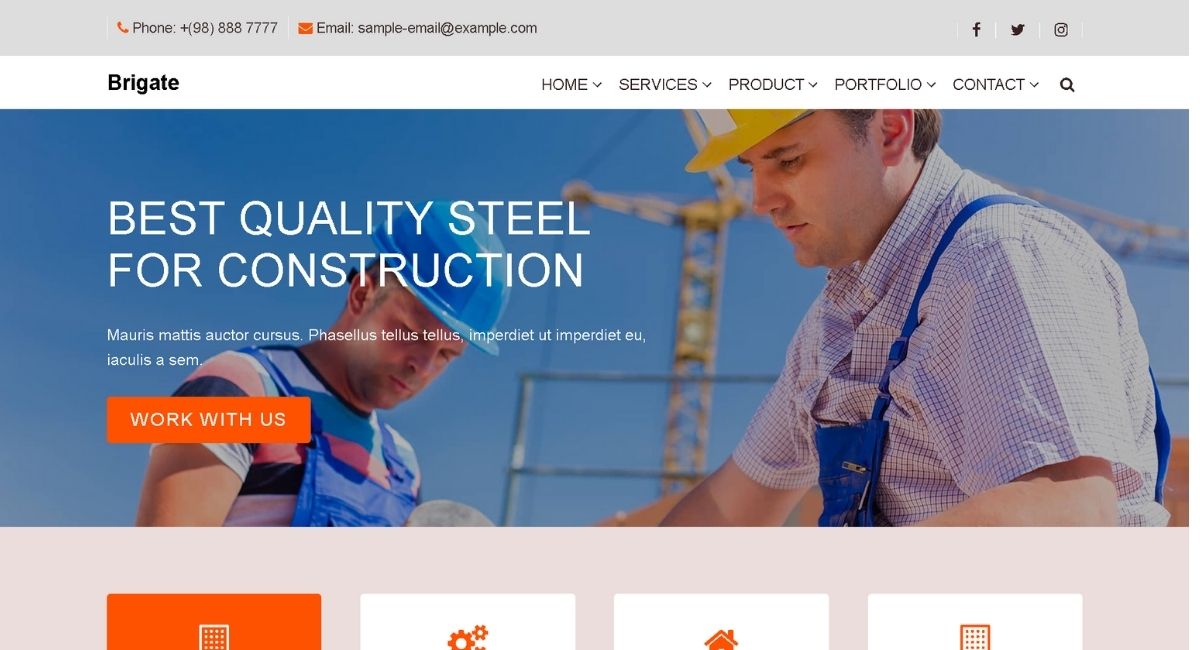 Phone: +(98) 888 7777 Email: sample-email@example.com
Brigate HOME SERVICES PRODUCT PORTFOLIO CONTACT
BEST QUALITY STEEL
FOR CONSTRUCTION
Mauris mattis auctor cursus. Phasellus tellus tellus, imperdiet ut imperdiet eu,
iaculis a sem.
WORK WITH US